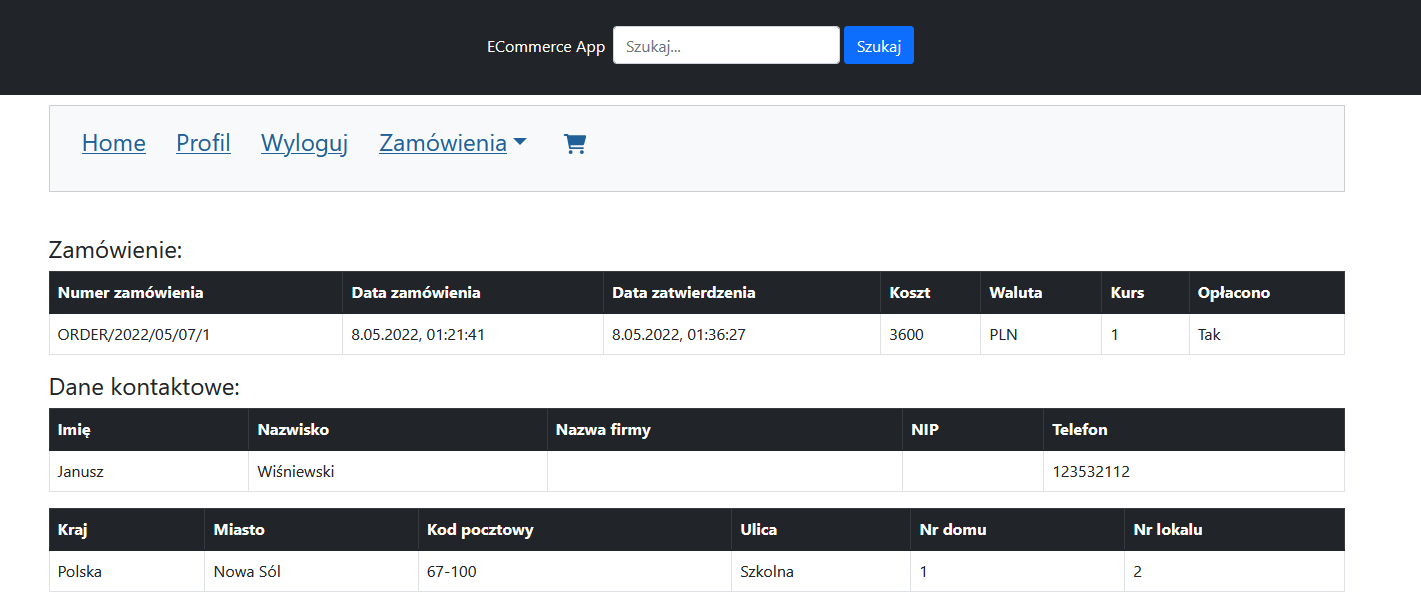 ECommerce App Szukaj... Szukaj
Home Profil Wyloguj Zamówienia
Zamówienie:
Numer zamówienia Data zamówienia Data zatwierdzenia Koszt Waluta Kurs Opłacono
ORDER/2022/05/07/1 8.05.2022, 01:21:41 8.05.2022, 01:36:27 3600 PLN 1 Tak
Dane kontaktowe:
Imię Nazwisko Nazwa firmy NIP Telefon
Janusz Wiśniewski 123532112
Kraj Miasto Kod pocztowy Ulica Nr domu Nr lokalu
Polska Nowa Sól 67-100 Szkolna 1 2